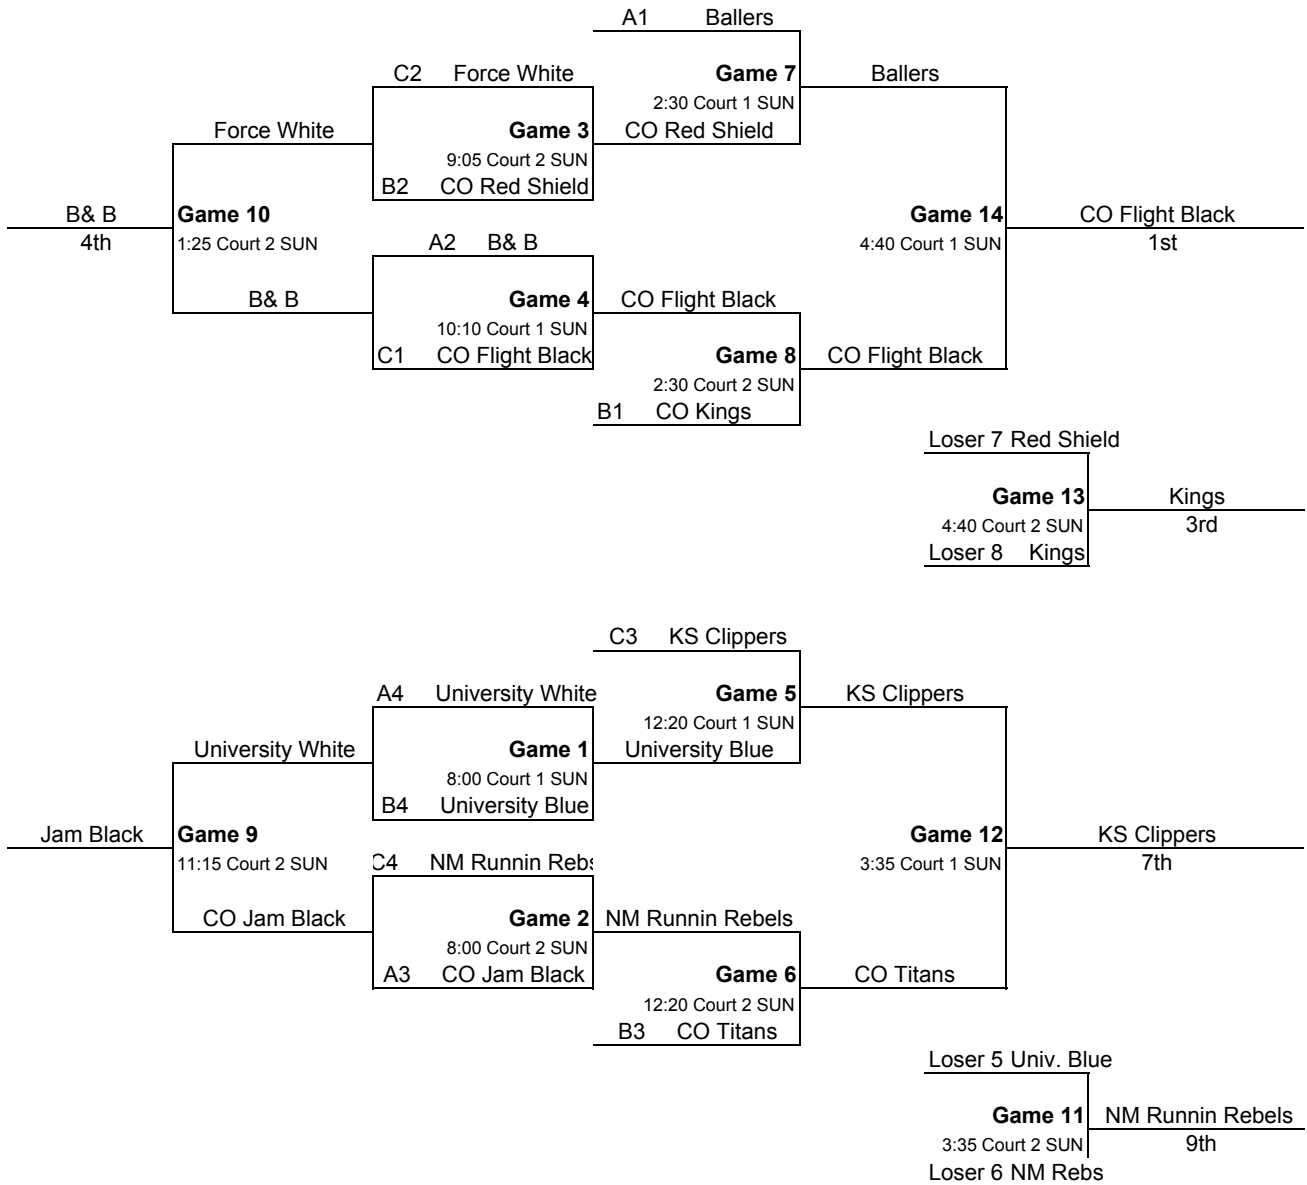 A1 Ballers
C2 Force White Game 7 Ballers
2:30 Court 1 SUN
Force White Game 3 CO Red Shield
9:05 Court 2 SUN
B2 CO Red Shield
B& B Game 10 Game 14 CO Flight Black
4th 1:25 Court 2 SUN A2 B& B 4:40 Court 1 SUN 1st
B& B Game 4 CO Flight Black
10:10 Court 1 SUN
C1 CO Flight Black Game 8 CO Flight Black
2:30 Court 2 SUN
B1 CO Kings
Loser 7 Red Shield
Game 13 Kings
4:40 Court 2 SUN 3rd
Loser 8 Kings
C3 KS Clippers
A4 University White Game 5 KS Clippers
12:20 Court 1 SUN
University White Game 1 University Blue
8:00 Court 1 SUN
B4 University Blue
Jam Black Game 9 Game 12 KS Clippers
11:15 Court 2 SUN C4 NM Runnin Rebs 3:35 Court 1 SUN 7th
CO Jam Black Game 2 NM Runnin Rebels
8:00 Court 2 SUN
A3 CO Jam Black Game 6 CO Titans
12:20 Court 2 SUN
B3 CO Titans
Loser 5 Univ. Blue
Game 11 NM Runnin Rebels
3:35 Court 2 SUN 9th
Loser 6 NM Rebs